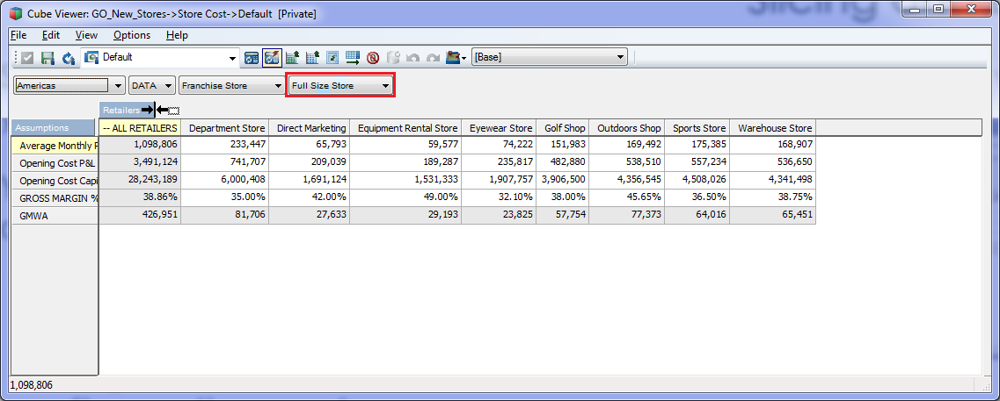 Cube Viewer: GO_New_Stores->Store Cost->Default [Private]
File Edit View Options Help
Default [Base]
Americas DATA Franchise Store Full Size Store
Retailers
Assumptions -- ALL RETAILERS Department Store Direct Marketing Equipment Rental Store Eyewear Store Golf Shop Outdoors Shop Sports Store Warehouse Store
Average Monthly 1,098,806 233,447 65,793 59,577 74,222 151,983 169,492 175,385 168,907
Opening Cost P&L 3,491,124 741,707 209,039 189,287 235,817 482,880 538,510 557,234 536,650
Opening Cost Capi 28,243,189 6,000,408 1,691,124 1,531,333 1,907,757 3,906,500 4,356,545 4,508,026 4,341,498
GROSS MARGIN % 38.86% 35.00% 42.00% 49.00% 32.10% 38.00% 45.65% 36.50% 38.75%
GMWA 426,951 81,706 27,633 29,193 23,825 57,754 77,373 64,016 65,451
1,098,806